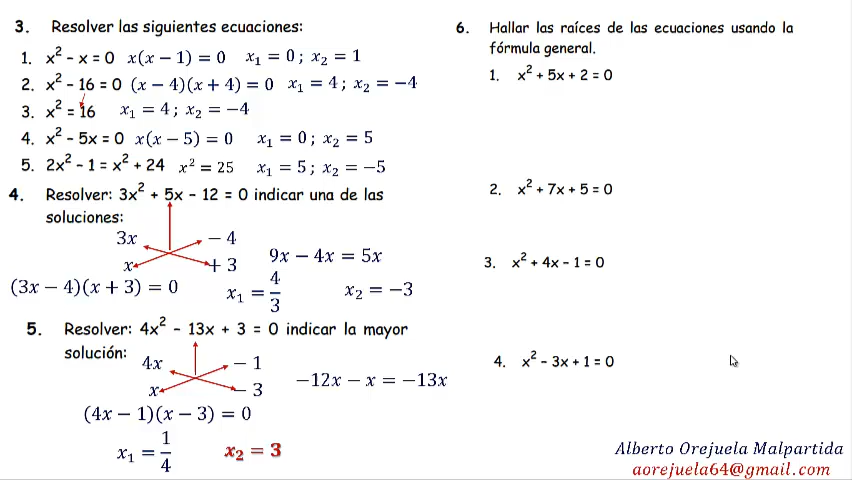 3. Resolver las siguientes ecuaciones:
1. x² - x = 0 x(x − 1) = 0 x₁ = 0 ; x₂ = 1
2. x² - 16 = 0 (x − 4)(x + 4) = 0 x₁ = 4 ; x₂ = −4
3. x² = 16 x₁ = 4 ; x₂ = −4
4. x² - 5x = 0 x(x − 5) = 0 x₁ = 0 ; x₂ = 5
5. 2x² - 1 = x² + 24 x² = 25 x₁ = 5 ; x₂ = −5
4. Resolver: 3x² + 5x - 12 = 0 indicar una de las
soluciones:
3x − 4
x + 3
9x − 4x = 5x
(3x − 4)(x + 3) = 0
x₁ = 4/3 x₂ = −3
5. Resolver: 4x² - 13x + 3 = 0 indicar la mayor
solución:
4x − 1
x − 3
−12x − x = −13x
(4x − 1)(x − 3) = 0
x₁ = 1/4 x₂ = 3
6. Hallar las raíces de las ecuaciones usando la
fórmula general.
1. x² + 5x + 2 = 0
2. x² + 7x + 5 = 0
3. x² + 4x - 1 = 0
4. x² - 3x + 1 = 0
Alberto Orejuela Malpartida
aorejuela64@gmail.com